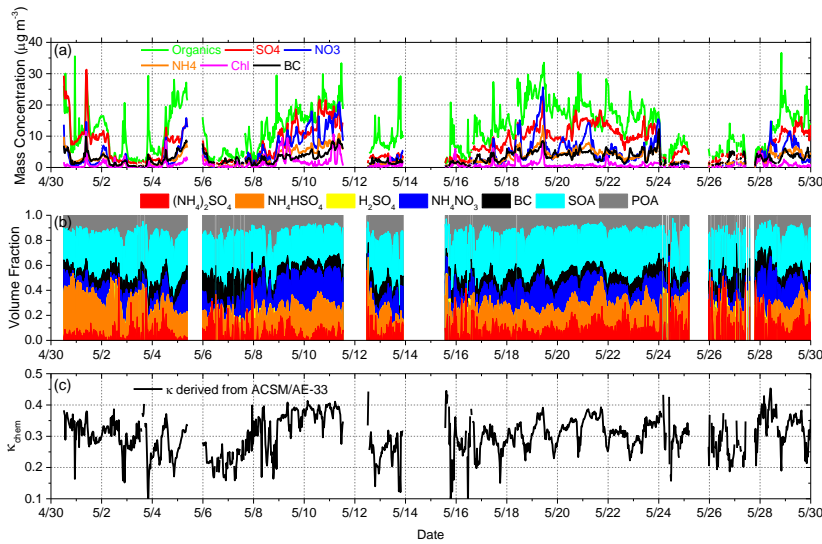 (a)
Organics SO4 NO3
NH4 Chl BC
Mass Concentration (μg m⁻³)
40
30
20
10
0
4/30 5/2 5/4 5/6 5/8 5/10 5/12 5/14 5/16 5/18 5/20 5/22 5/24 5/26 5/28 5/30
(NH₄)₂SO₄ NH₄HSO₄ H₂SO₄ NH₄NO₃ BC SOA POA
(b)
Volume Fraction
1.0
0.8
0.6
0.4
0.2
0.0
4/30 5/2 5/4 5/6 5/8 5/10 5/12 5/14 5/16 5/18 5/20 5/22 5/24 5/26 5/28 5/30
(c)
κ derived from ACSM/AE-33
κchem
0.5
0.4
0.3
0.2
0.1
4/30 5/2 5/4 5/6 5/8 5/10 5/12 5/14 5/16 5/18 5/20 5/22 5/24 5/26 5/28 5/30
Date